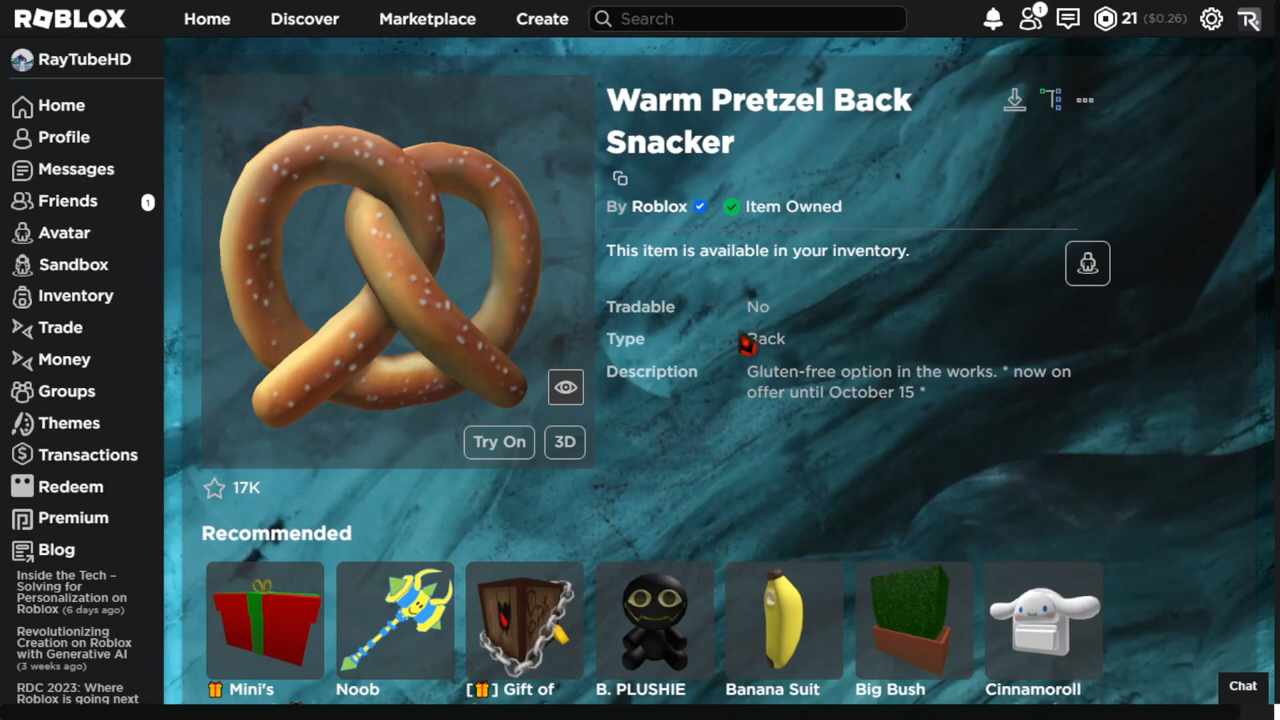 ROBLOX
Home
Discover
Marketplace
Create
Search
1
21 ($0.26)
RayTubeHD
Home
Profile
Messages
Friends
1
Avatar
Sandbox
Inventory
Trade
Money
Groups
Themes
Transactions
Redeem
Premium
Blog
Inside the Tech –
Solving for
Personalization on
Roblox (6 days ago)
Revolutionizing
Creation on Roblox
with Generative AI
(3 weeks ago)
RDC 2023: Where
Roblox is going next
Warm Pretzel Back
Snacker
By Roblox
Item Owned
This item is available in your inventory.
Tradable No
Type Back
Description Gluten-free option in the works. * now on
offer until October 15 *
Try On
3D
17K
Recommended
Mini's
Noob
[🎁] Gift of
B. PLUSHIE
Banana Suit
Big Bush
Cinnamoroll
Chat